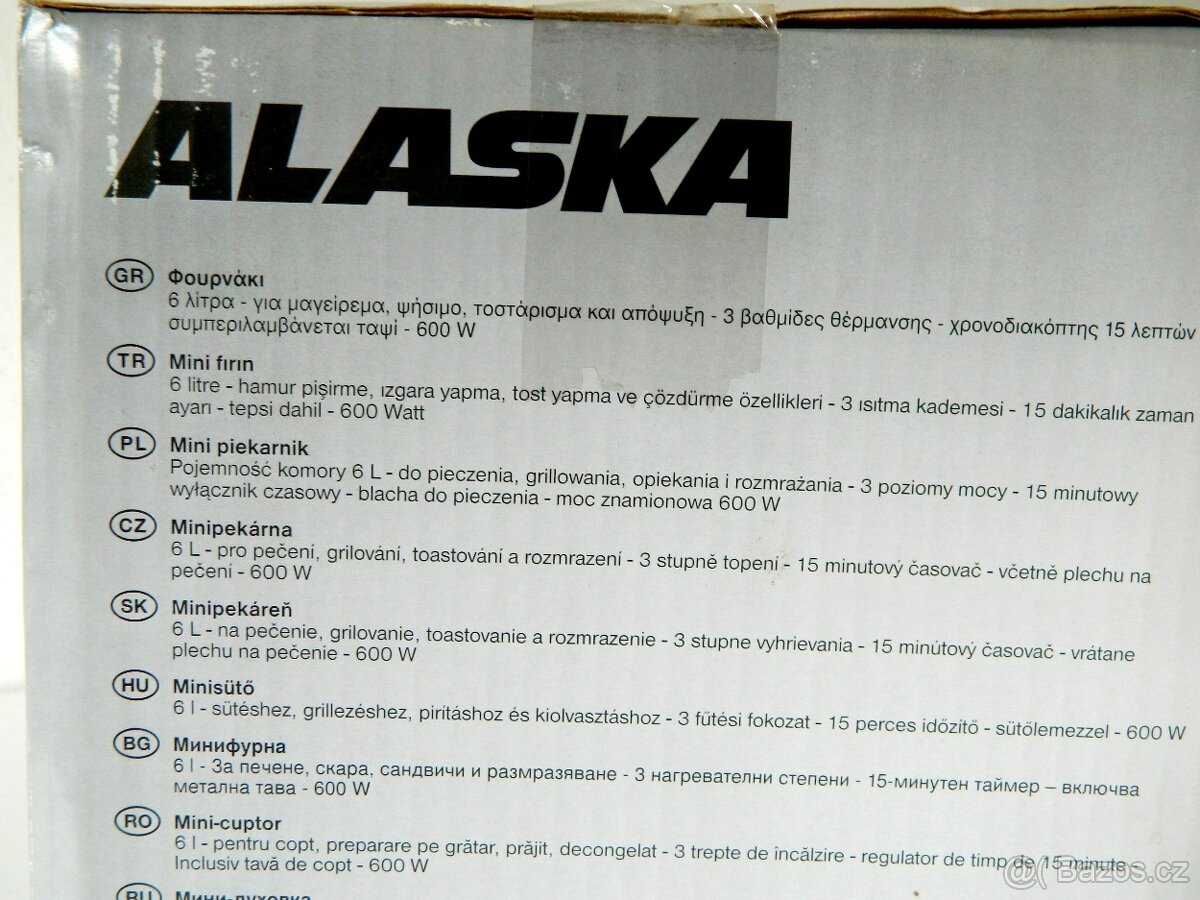 ALASKA
GR Φουρνάκι
6 λίτρα - για μαγείρεμα, ψήσιμο, τοστάρισμα και απόψυξη - 3 βαθμίδες θέρμανσης - χρονοδιακόπτης 15 λεπτών
συμπεριλαμβάνεται ταψί - 600 W
TR Mini fırın
6 litre - hamur pişirme, ızgara yapma, tost yapma ve çözdürme özellikleri - 3 ısıtma kademesi - 15 dakikalık zaman
ayarı - tepsi dahil - 600 Watt
PL Mini piekarnik
Pojemność komory 6 L - do pieczenia, grillowania, opiekania i rozmrażania - 3 poziomy mocy - 15 minutowy
wyłącznik czasowy - blacha do pieczenia - moc znamionowa 600 W
CZ Minipekárna
6 L - pro pečení, grilování, toastování a rozmrazení - 3 stupně topení - 15 minutový časovač - včetně plechu na
pečení - 600 W
SK Minipekáreň
6 L - na pečenie, grilovanie, toastovanie a rozmrazenie - 3 stupne vyhrievania - 15 minútový časovač - vrátane
plechu na pečenie - 600 W
HU Minisütő
6 l - sütéshez, grillezéshez, pirításhoz és kiolvasztáshoz - 3 fűtési fokozat - 15 perces időzítő - sütőlemezzel - 600 W
BG Минифурна
6 l - За печене, скара, сандвичи и размразяване - 3 нагревателни степени - 15-минутен таймер – включва
метална тава - 600 W
RO Mini-cuptor
6 l - pentru copt, preparare pe grătar, prăjit, decongelat - 3 trepte de încălzire - regulator de timp de 15 minute -
Inclusiv tavă de copt - 600 W
RU Мини-духовка
@( Bazos.cz